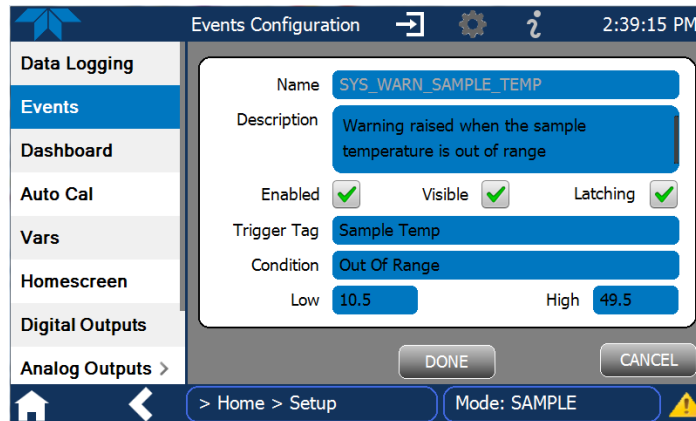 Events Configuration 2:39:15 PM
Data Logging
Events
Dashboard
Auto Cal
Vars
Homescreen
Digital Outputs
Analog Outputs >
Name SYS_WARN_SAMPLE_TEMP
Description Warning raised when the sample
temperature is out of range
Enabled Visible Latching
Trigger Tag Sample Temp
Condition Out Of Range
Low 10.5 High 49.5
DONE CANCEL
> Home > Setup Mode: SAMPLE